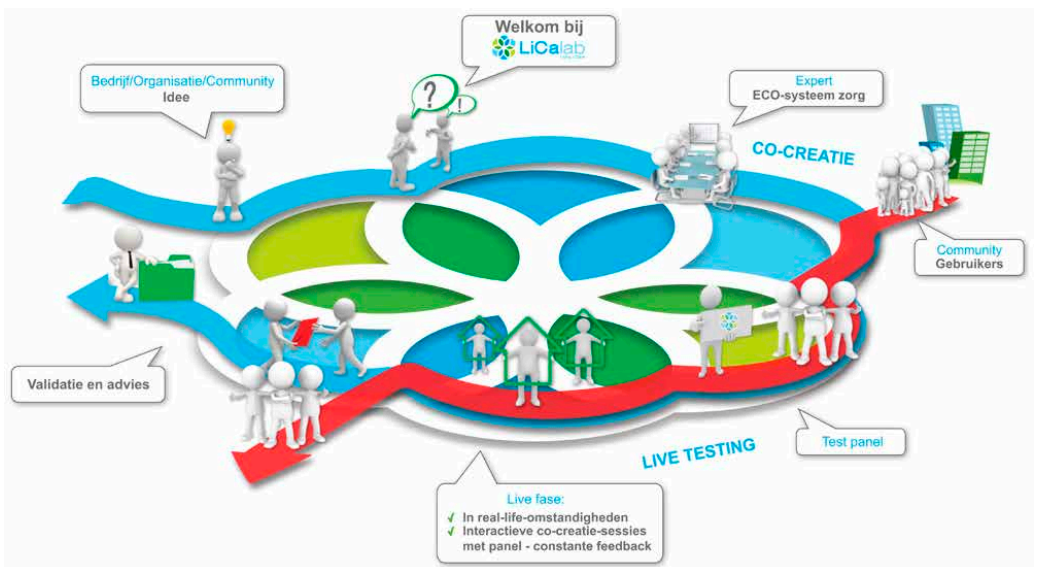 Welkom bij
LiCalab
Bedrijf/Organisatie/Community
Idee
?
!
Expert
ECO-systeem zorg
CO-CREATIE
Community
Gebruikers
Validatie en advies
Test panel
LIVE TESTING
Live fase:
√ In real-life-omstandigheden
√ Interactieve co-creatie-sessies
met panel - constante feedback